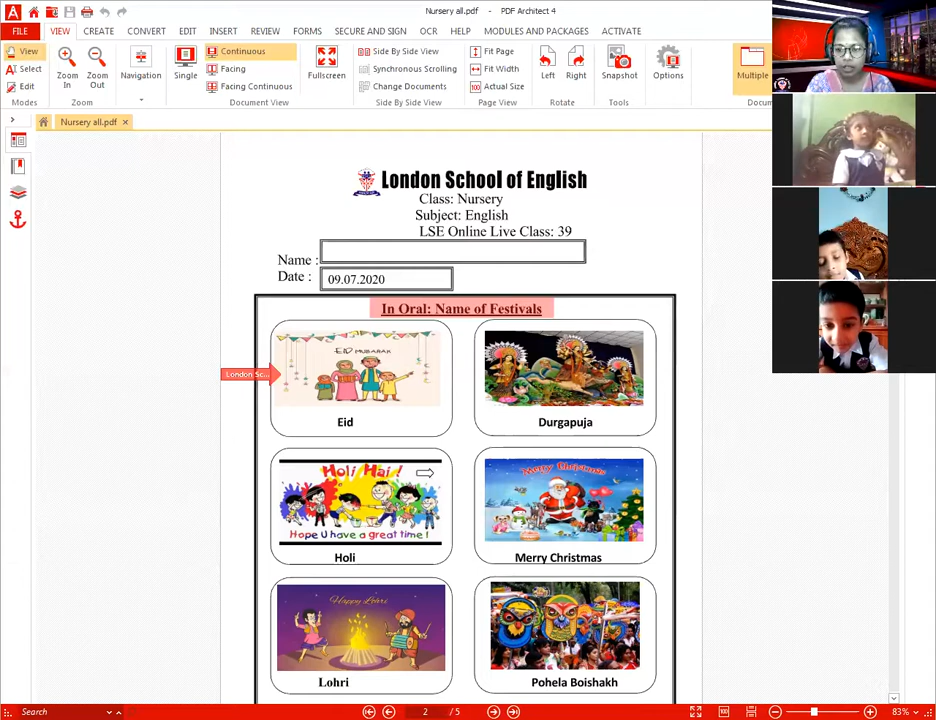 Nursery all.pdf - PDF Architect 4
FILE VIEW CREATE CONVERT EDIT INSERT REVIEW FORMS SECURE AND SIGN OCR HELP MODULES AND PACKAGES ACTIVATE
View
Select
Edit
Modes
Zoom In
Zoom Out
Zoom
Navigation
Single
Continuous
Facing
Facing Continuous
Document View
Fullscreen
Side By Side View
Synchronous Scrolling
Change Documents
Side By Side View
Fit Page
Fit Width
Actual Size
Page View
Left
Right
Rotate
Snapshot
Tools
Options
Multiple
Docum
Nursery all.pdf
London School of English
Class: Nursery
Subject: English
LSE Online Live Class: 39
Name :
Date : 09.07.2020
In Oral: Name of Festivals
London Sc...
EID MUBARAK
Eid
Durgapuja
Holi Hai !
Hope U have a great time !
Holi
Merry Christmas
Merry Christmas
Happy Lohri
Lohri
Pohela Boishakh
Search
2 / 5
83%